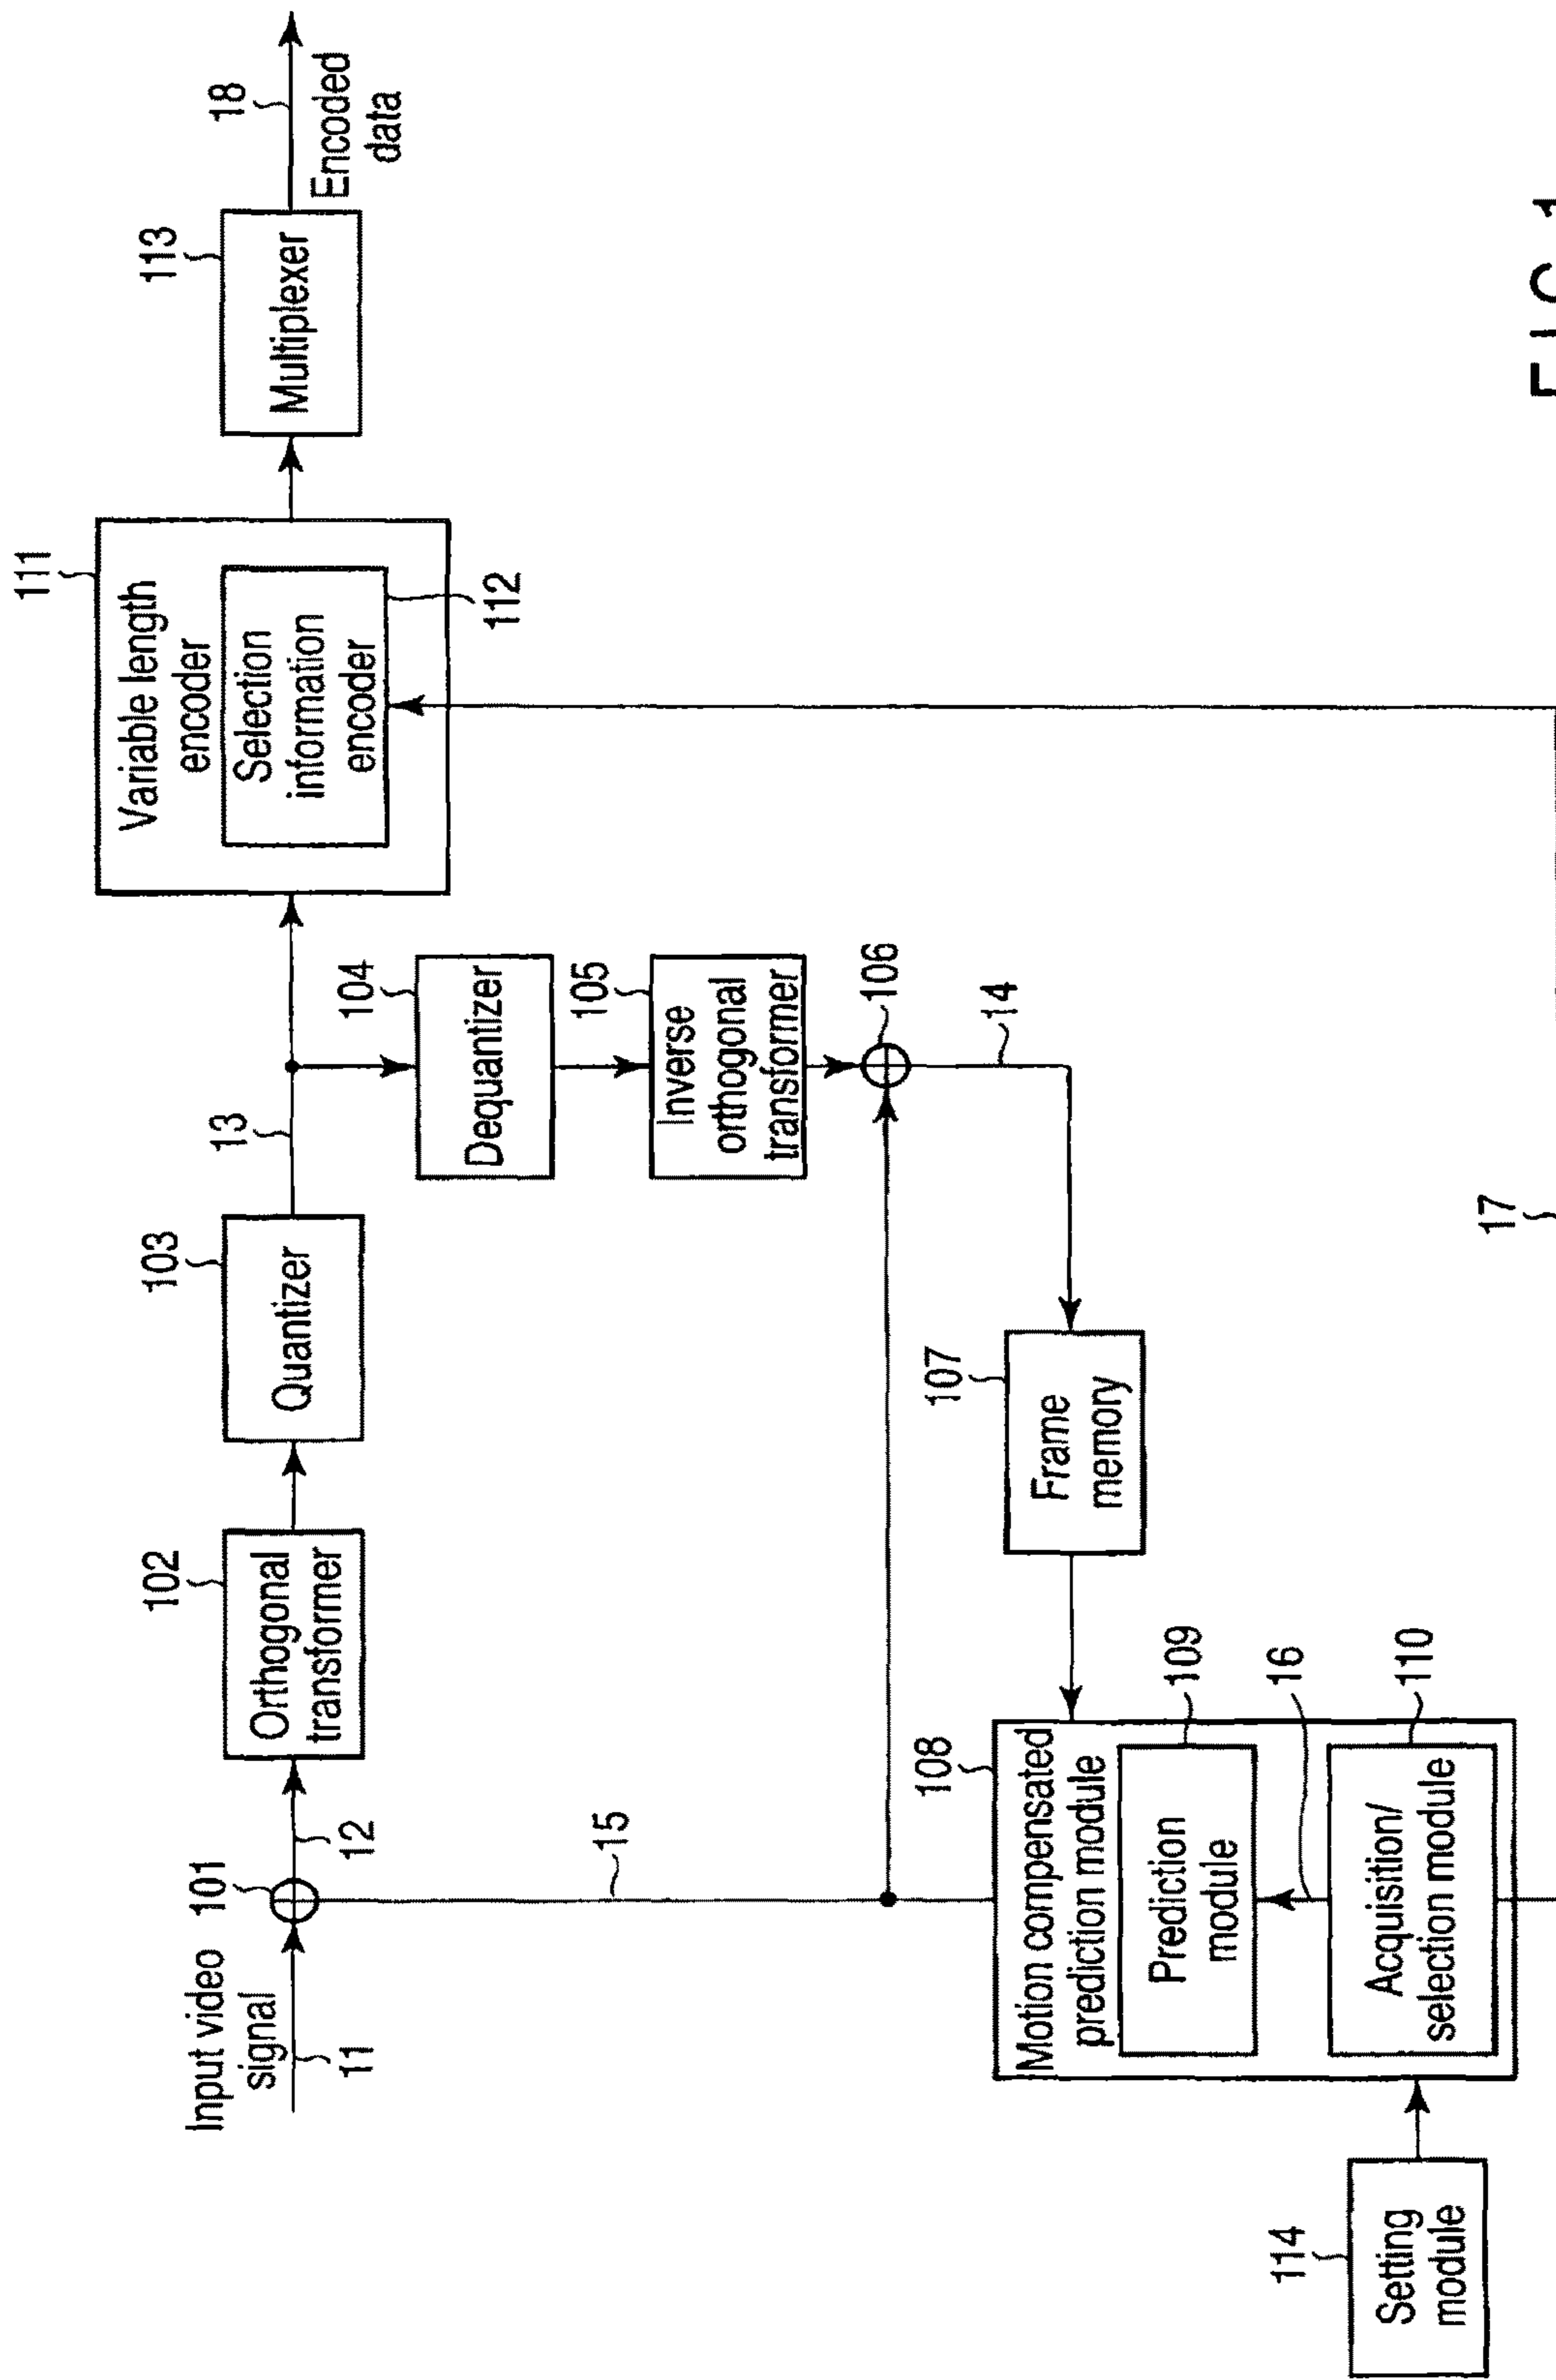 Input video
signal
11
101
12
102
Orthogonal
transformer
103
Quantizer
13
111
Variable length
encoder
Selection
information
encoder
112
113
Multiplexer
18
Encoded
data
104
Dequantizer
105
Inverse
orthogonal
transformer
106
14
15
107
Frame
memory
108
Motion compensated
prediction module
109
Prediction
module
16
110
Acquisition/
selection module
114
Setting
module
17